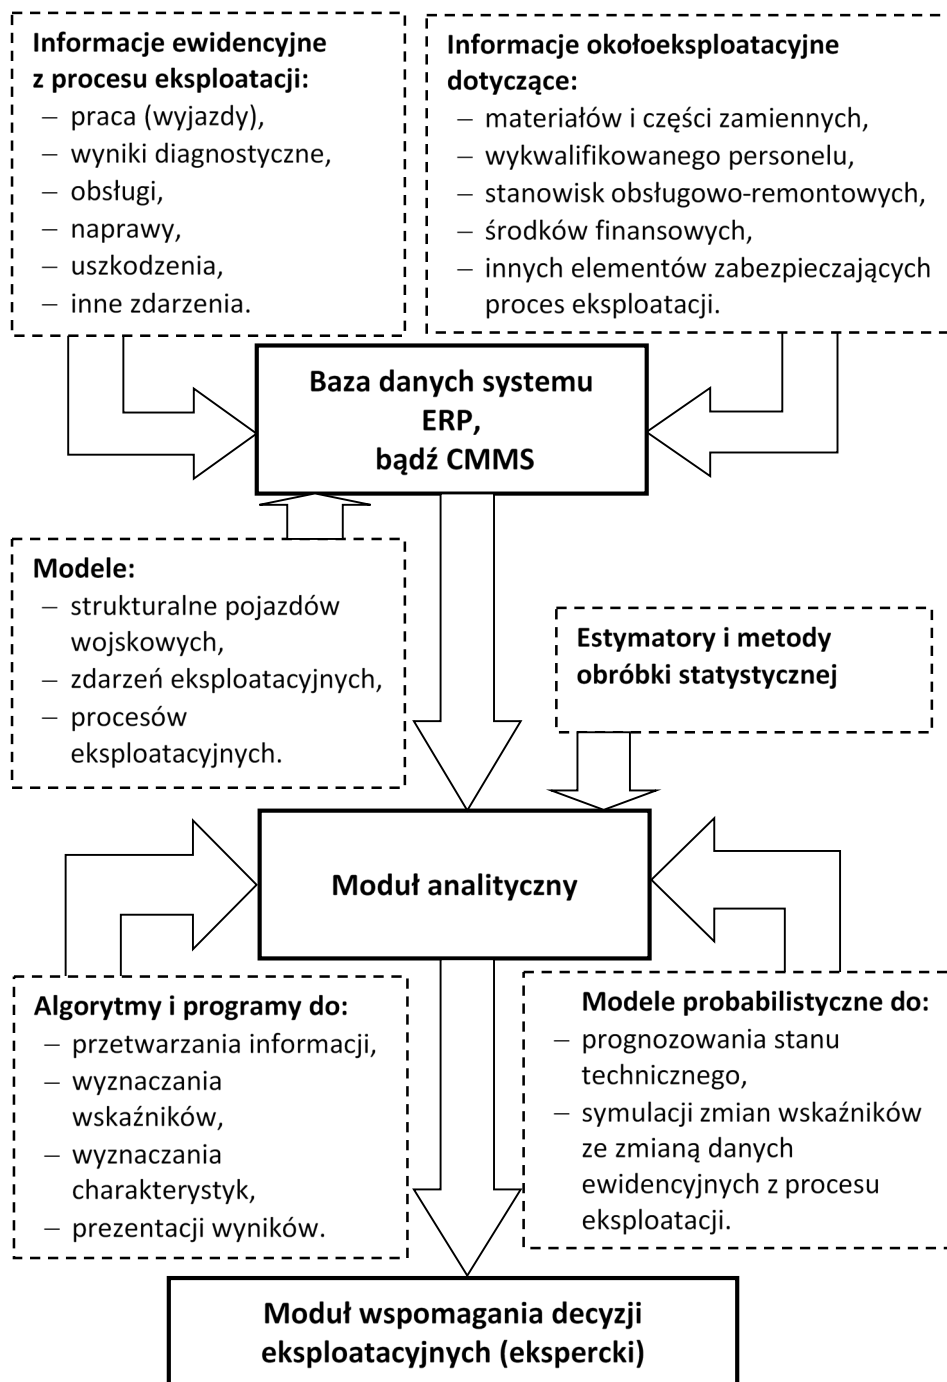 Informacje ewidencyjne
z procesu eksploatacji:
– praca (wyjazdy),
– wyniki diagnostyczne,
– obsługi,
– naprawy,
– uszkodzenia,
– inne zdarzenia.
Informacje okołoeksploatacyjne
dotyczące:
– materiałów i części zamiennych,
– wykwalifikowanego personelu,
– stanowisk obsługowo-remontowych,
– środków finansowych,
– innych elementów zabezpieczających
proces eksploatacji.
Baza danych systemu
ERP,
bądź CMMS
Modele:
– strukturalne pojazdów
wojskowych,
– zdarzeń eksploatacyjnych,
– procesów
eksploatacyjnych.
Estymatory i metody
obróbki statystycznej
Moduł analityczny
Algorytmy i programy do:
– przetwarzania informacji,
– wyznaczania
wskaźników,
– wyznaczania
charakterystyk,
– prezentacji wyników.
Modele probabilistyczne do:
– prognozowania stanu
technicznego,
– symulacji zmian wskaźników
ze zmianą danych
ewidencyjnych z procesu
eksploatacji.
Moduł wspomagania decyzji
eksploatacyjnych (ekspercki)